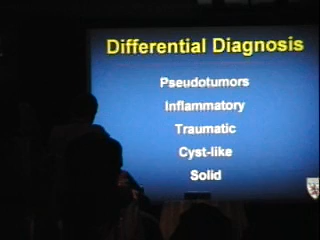 Differential Diagnosis
Pseudotumors
Inflammatory
Traumatic
Cyst-like
Solid